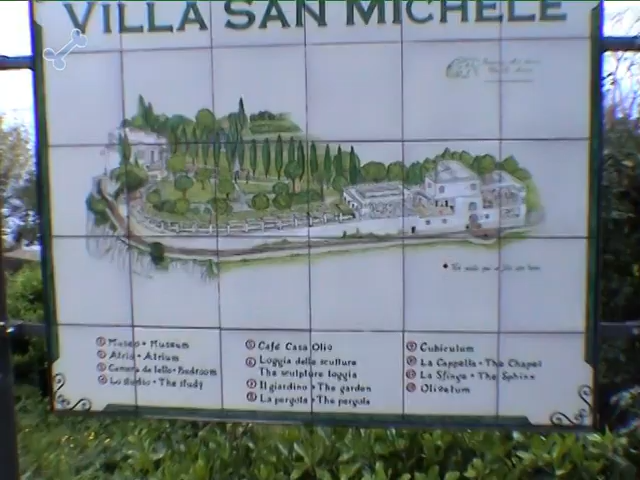 VILLA SAN MICHELE
Museo • Museum
Atrio • Atrium
Camera da letto • Bedroom
Lo studio • The study
Café Casa Olio
Loggia delle sculture
The sculpture loggia
Il giardino • The garden
La pergola • The pergola
Cubiculum
La Cappella • The Chapel
La Sfinge • The Sphinx
Olivetum